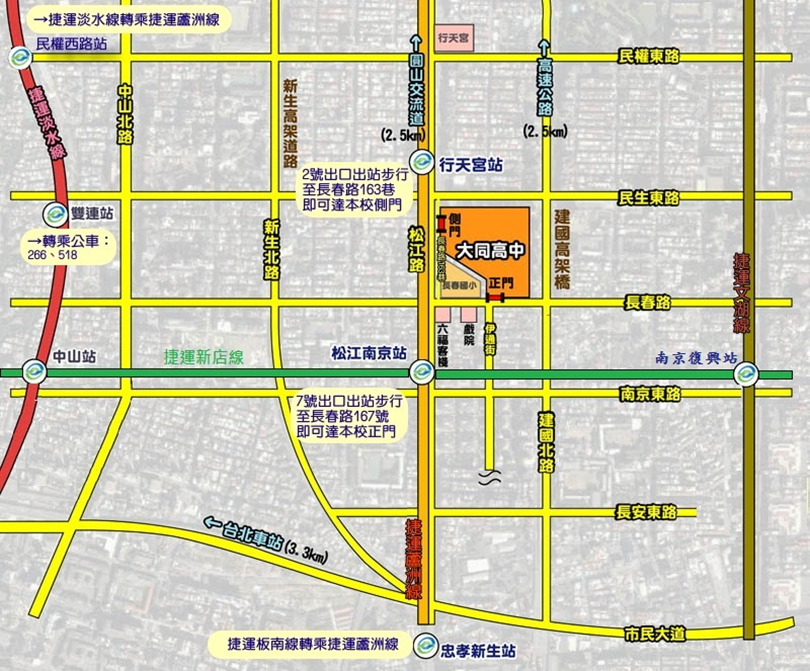 →捷運淡水線轉乘捷運蘆洲線
民權西路站
行天宮
民權東路
捷運淡水線
中山北路
新生高架道路
←圓山交流道
(2.5km)
←高速公路
(2.5km)
行天宮站
2號出口出站步行
至長春路163巷
即可達本校側門
民生東路
雙連站
→轉乘公車：
266、518
新生北路
松江路
側門
長春路163巷
大同高中
長春國小
正門
建國高架橋
捷運文湖線
長春路
六福客棧
戲院
伊通街
中山站
捷運新店線
松江南京站
南京復興站
南京東路
7號出口出站步行
至長春路167號
即可達本校正門
建國北路
長安東路
←台北車站(3.3km)
捷運蘆洲線
市民大道
捷運板南線轉乘捷運蘆洲線
忠孝新生站